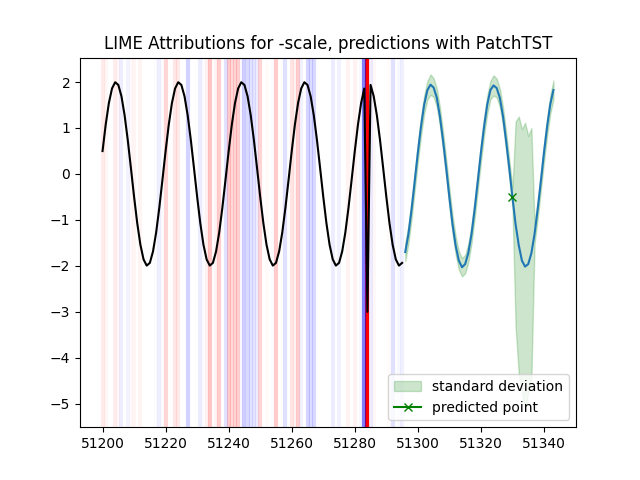 LIME Attributions for -scale, predictions with PatchTST
2
1
0
−1
−2
−3
−4
−5
standard deviation
predicted point
51200 51220 51240 51260 51280 51300 51320 51340